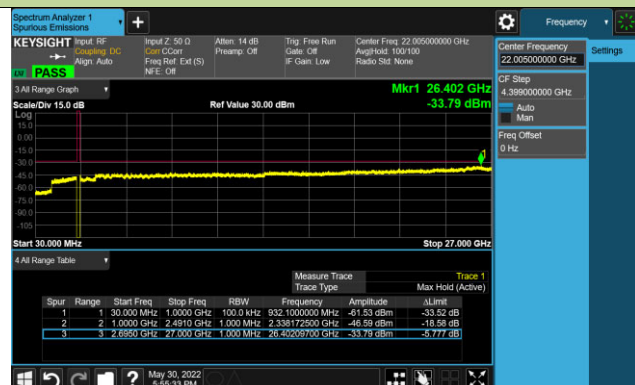 Spectrum Analyzer 1
Spurious Emissions
Frequency
KEYSIGHT
Input: RF
Coupling: DC
Align: Auto
Input Z: 50 Ω
Corr CCorr
Freq Ref: Ext (S)
NFE: Off
Atten: 14 dB
Preamp: Off
Trig: Free Run
Gate: Off
IF Gain: Low
Center Freq: 22.005000000 GHz
Avg|Hold: 100/100
Radio Std: None
PASS
Center Frequency
22.005000000 GHz
Settings
CF Step
4.399000000 GHz
Auto
Man
Freq Offset
0 Hz
3 All Range Graph
Mkr1 26.402 GHz
Scale/Div 15.0 dB
Ref Value 30.00 dBm
-33.79 dBm
Log
15.0
0.00
-15.0
-30.0
-45.0
-60.0
-75.0
-90.0
-105
Start 30.000 MHz
Stop 27.000 GHz
4 All Range Table
Measure Trace Trace 1
Trace Type Max Hold (Active)
Spur Range Start Freq Stop Freq RBW Frequency Amplitude ΔLimit
1 1 30.000 MHz 1.0000 GHz 100.0 kHz 932.1000000 MHz -61.53 dBm -33.52 dB
2 2 1.0000 GHz 2.4910 GHz 1.000 MHz 2.338172500 GHz -46.59 dBm -18.58 dB
3 3 2.6950 GHz 27.000 GHz 1.000 MHz 26.40209700 GHz -33.79 dBm -5.777 dB
?
May 30, 2022
5:55:33 PM